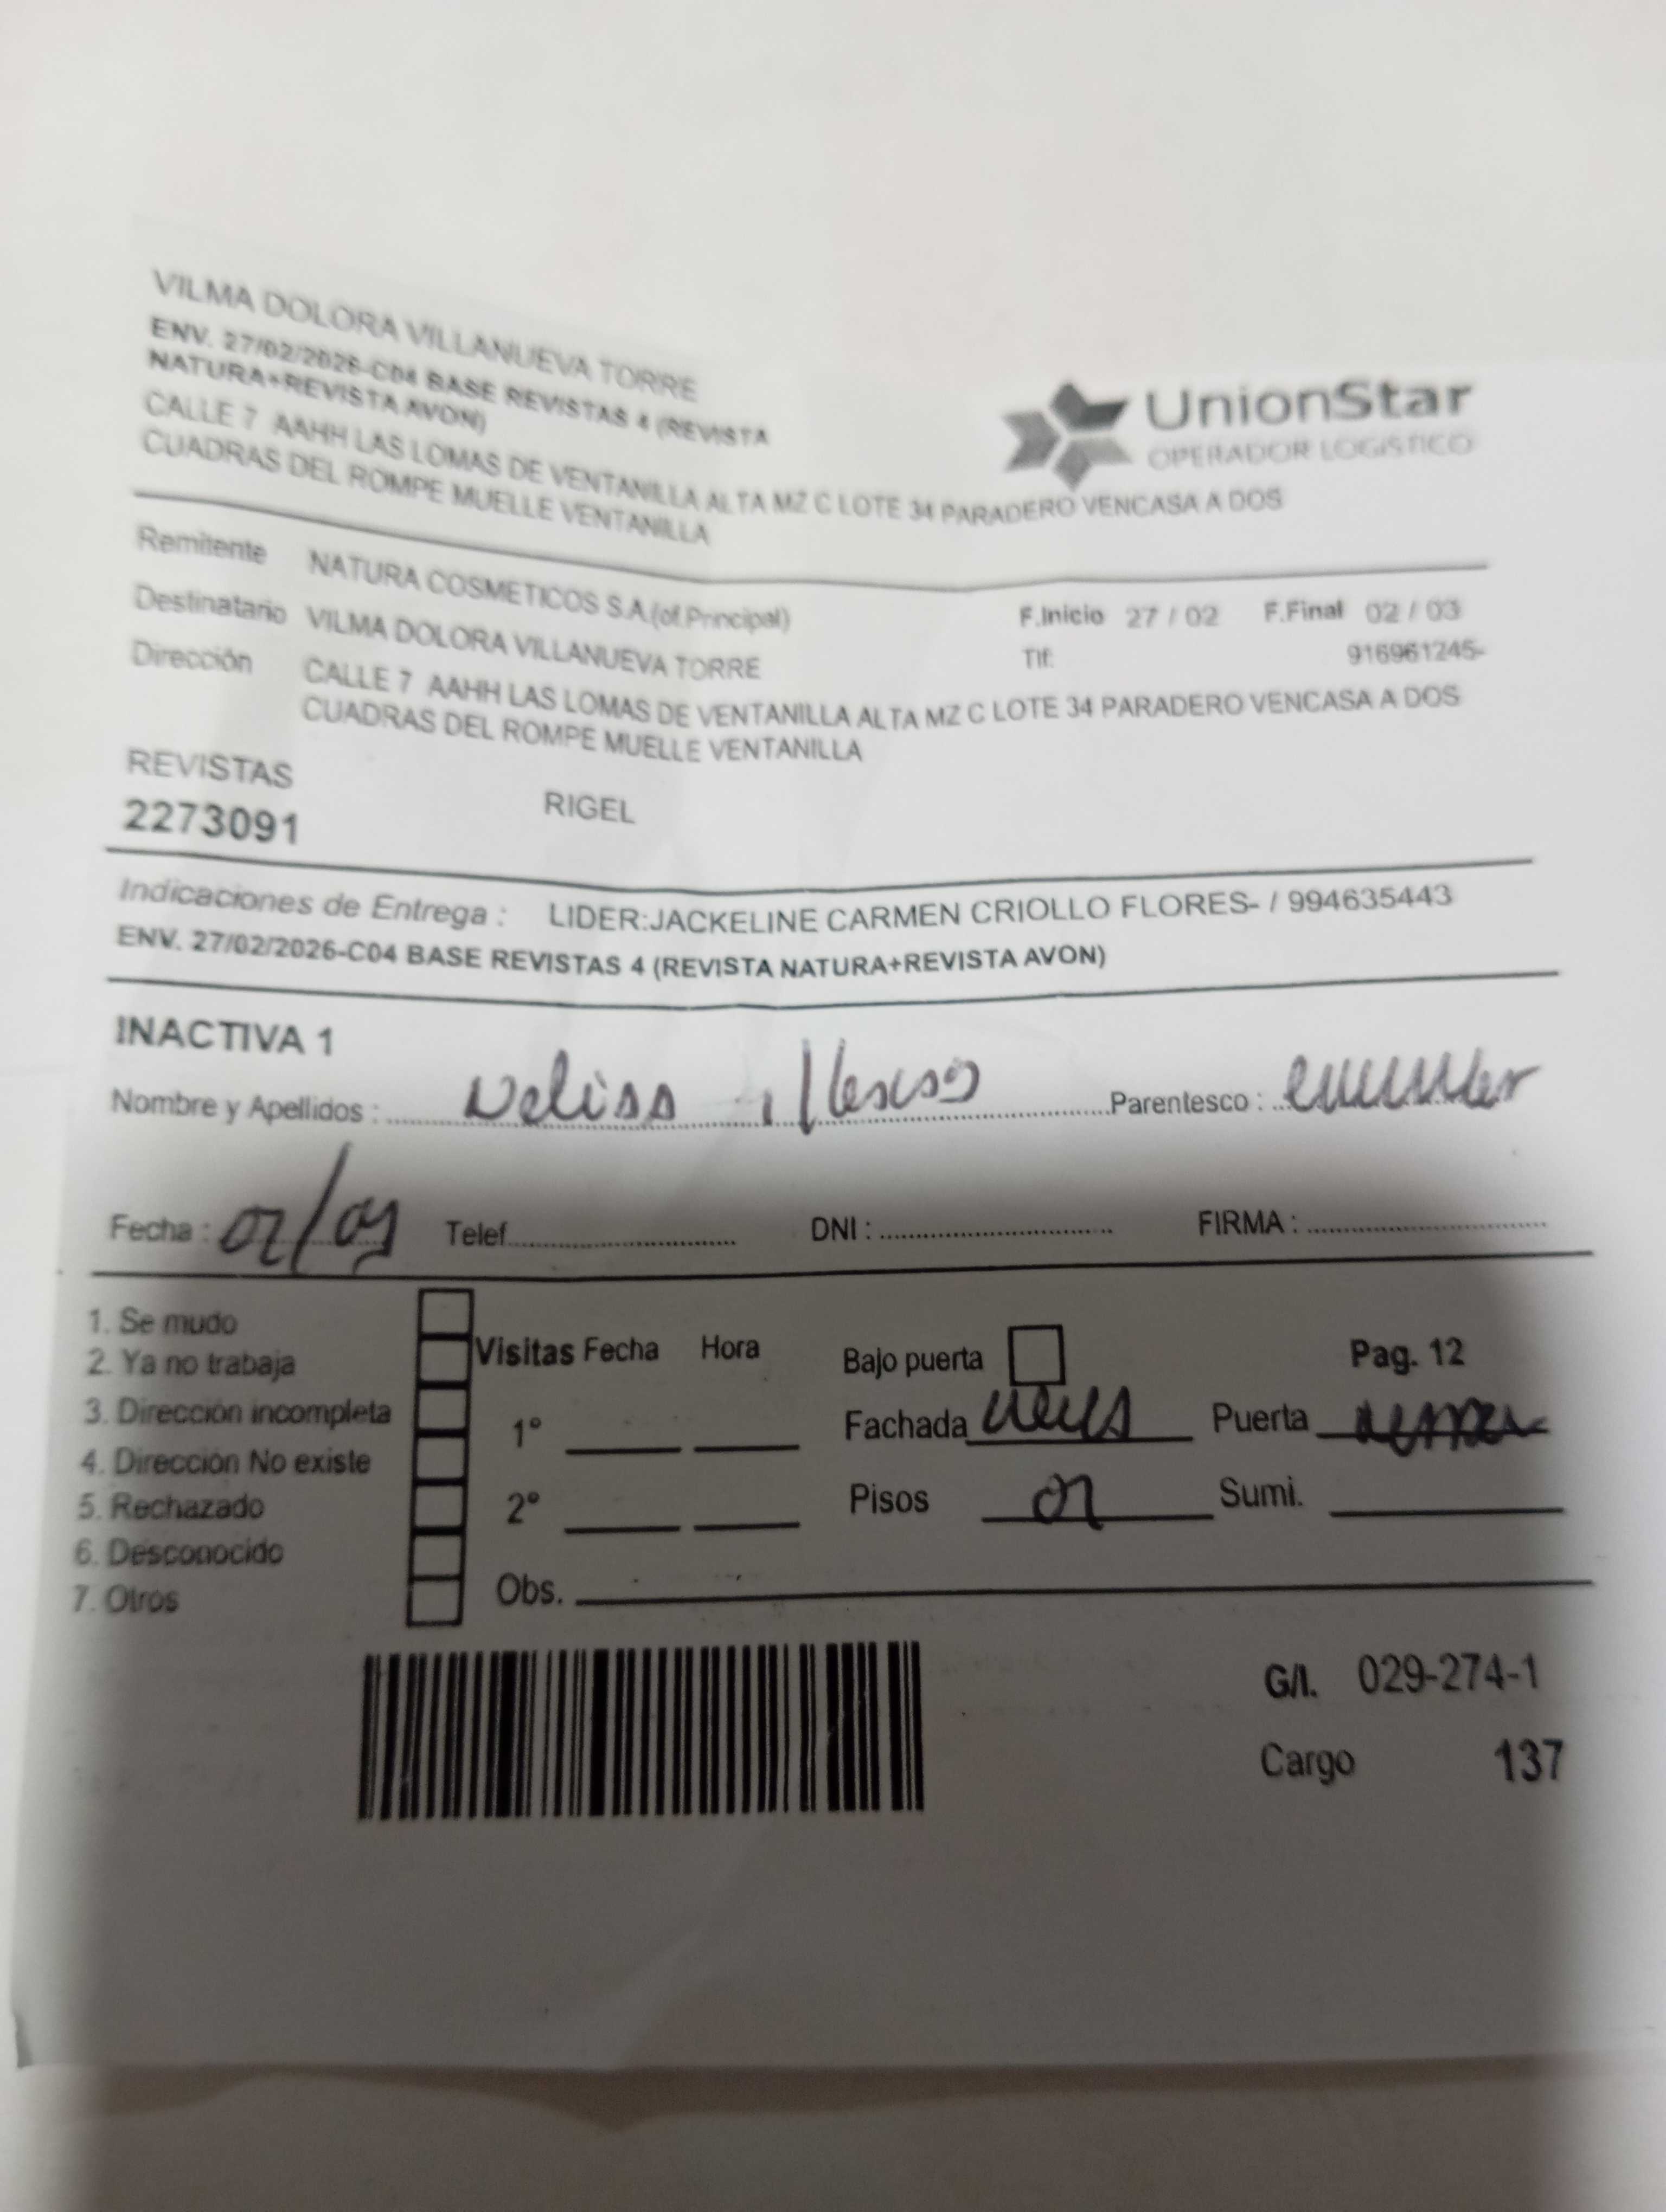 VILMA DOLORA VILLANUEVA TORRE
ENV. 27/02/2026-C04 BASE REVISTAS 4 (REVISTA
NATURA+REVISTA AVON)
CALLE 7 AAHH LAS LOMAS DE VENTANILLA ALTA MZ C LOTE 34 PARADERO VENCASA A DOS
CUADRAS DEL ROMPE MUELLE VENTANILLA
UnionStar
OPERADOR LOGISTICO
Remitente NATURA COSMETICOS S.A.(of.Principal)
F.Inicio 27 / 02 F.Final 02 / 03
Destinatario VILMA DOLORA VILLANUEVA TORRE
Tlf: 916961245-
Dirección CALLE 7 AAHH LAS LOMAS DE VENTANILLA ALTA MZ C LOTE 34 PARADERO VENCASA A DOS
CUADRAS DEL ROMPE MUELLE VENTANILLA
REVISTAS RIGEL
2273091
Indicaciones de Entrega : LIDER:JACKELINE CARMEN CRIOLLO FLORES- / 994635443
ENV. 27/02/2026-C04 BASE REVISTAS 4 (REVISTA NATURA+REVISTA AVON)
INACTIVA 1
Nombre y Apellidos : Parentesco :
Fecha : 02/03 Telef. DNI : FIRMA :
1. Se mudo
2. Ya no trabaja
3. Dirección incompleta
4. Dirección No existe
5. Rechazado
6. Desconocido
7. Otros
Visitas Fecha Hora
1°
2°
Obs.
Bajo puerta
Fachada
Pisos 02
Pag. 12
Puerta
Sumi.
G/I. 029-274-1
Cargo 137